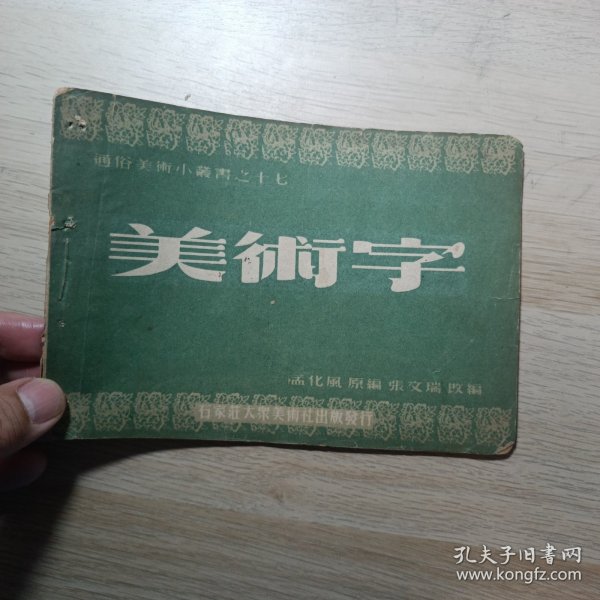 通俗美術小叢書之十七
美術字
孟化風 原編 張文瑞 改編
石家莊大衆美術社出版發行
孔夫子旧書网
www.kongfz.com